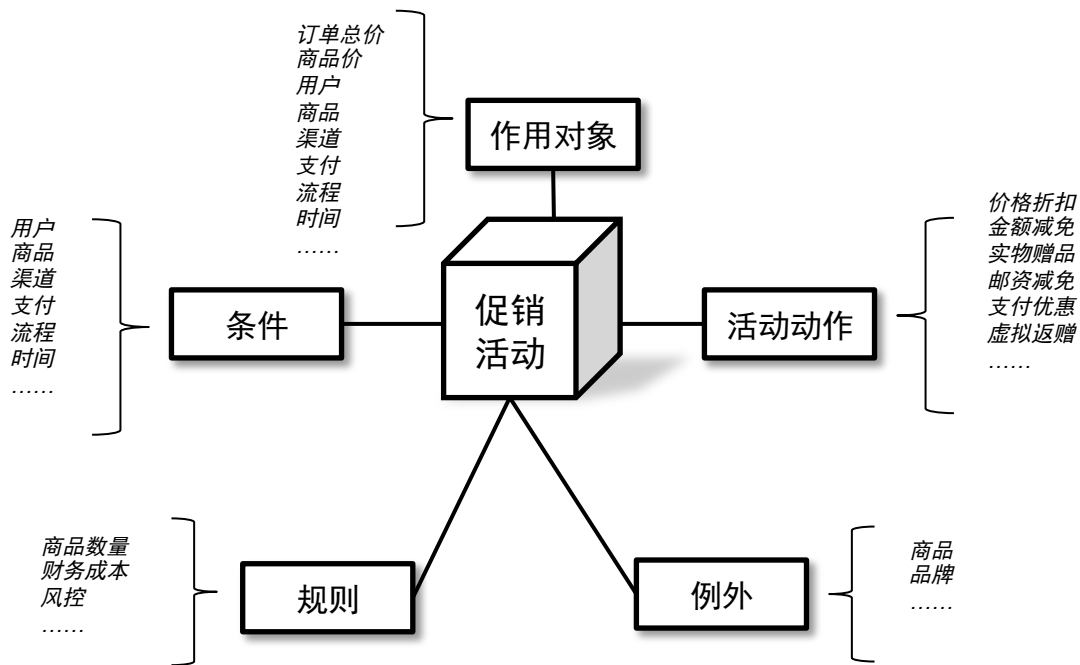 订单总价
商品价
用户
商品
渠道
支付
流程
时间
……
作用对象
用户
商品
渠道
支付
流程
时间
……
条件
促销
活动
活动动作
价格折扣
金额减免
实物赠品
邮资减免
支付优惠
虚拟返赠
……
商品数量
财务成本
风控
……
规则
例外
商品
品牌
……